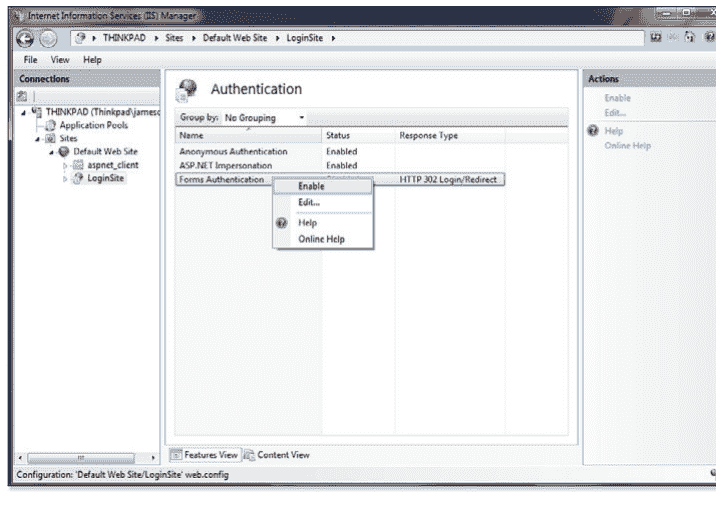 Internet Information Services (IIS) Manager
THINKPAD Sites Default Web Site LoginSite
File View Help
Connections
THINKPAD (Thinkpad\jamesc
Application Pools
Sites
Default Web Site
aspnet_client
LoginSite
Authentication
Group by: No Grouping
Name Status Response Type
Anonymous Authentication Enabled
ASP.NET Impersonation Enabled
Forms Authentication HTTP 302 Login/Redirect
Enable
Edit...
Help
Online Help
Actions
Enable
Edit...
Help
Online Help
Features View Content View
Configuration: 'Default Web Site/LoginSite' web.config